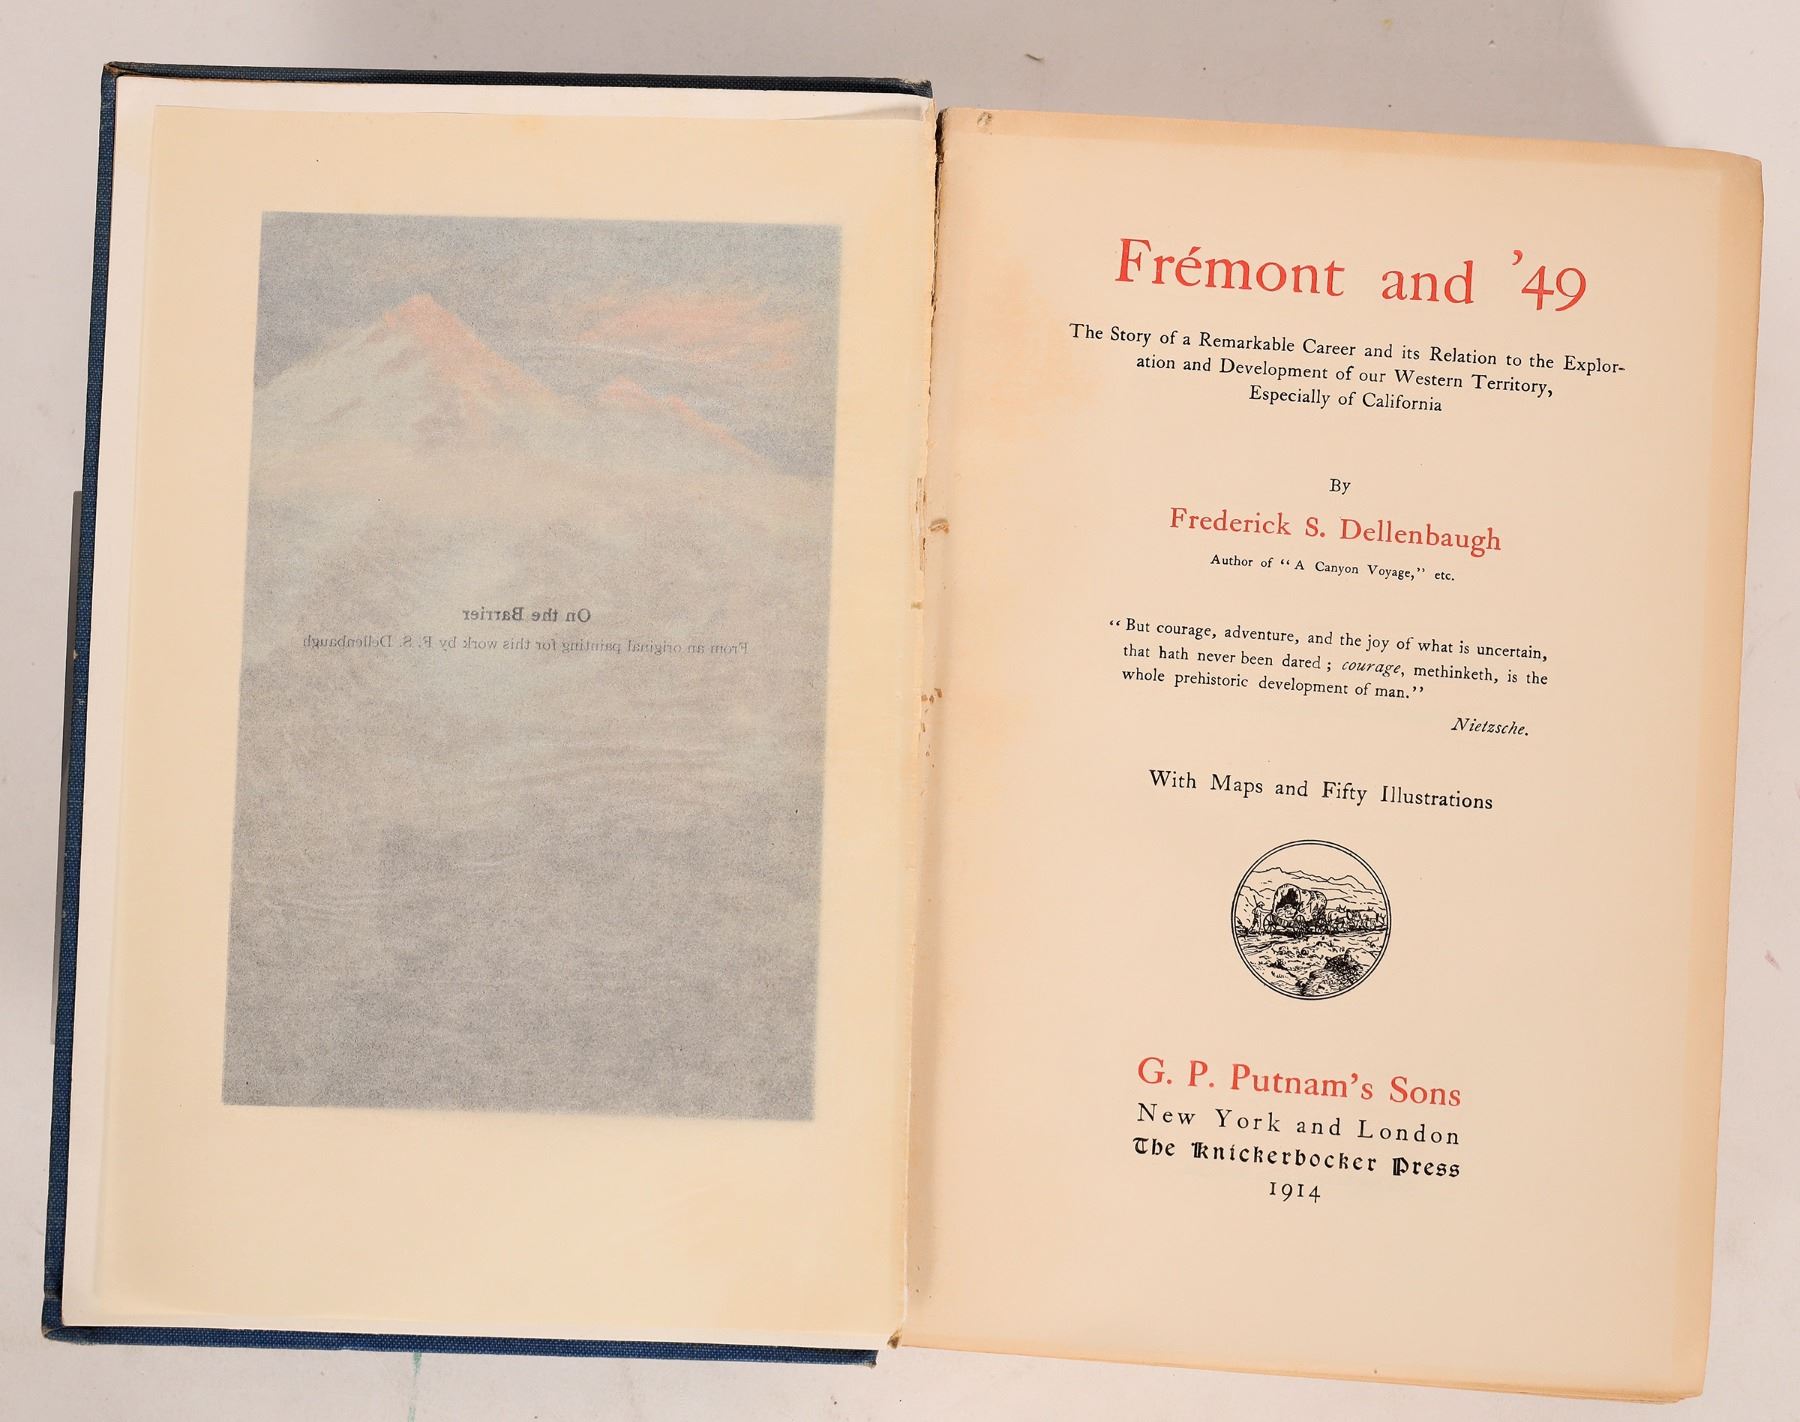 On the Barrier
From an original painting for this work by F. S. Dellenbaugh
Frémont and '49
The Story of a Remarkable Career and its Relation to the Explor-
ation and Development of our Western Territory,
Especially of California
By
Frederick S. Dellenbaugh
Author of "A Canyon Voyage," etc.
"But courage, adventure, and the joy of what is uncertain,
that hath never been dared; courage, methinketh, is the
whole prehistoric development of man."
Nietzsche.
With Maps and Fifty Illustrations
G. P. Putnam's Sons
New York and London
The Knickerbocker Press
1914